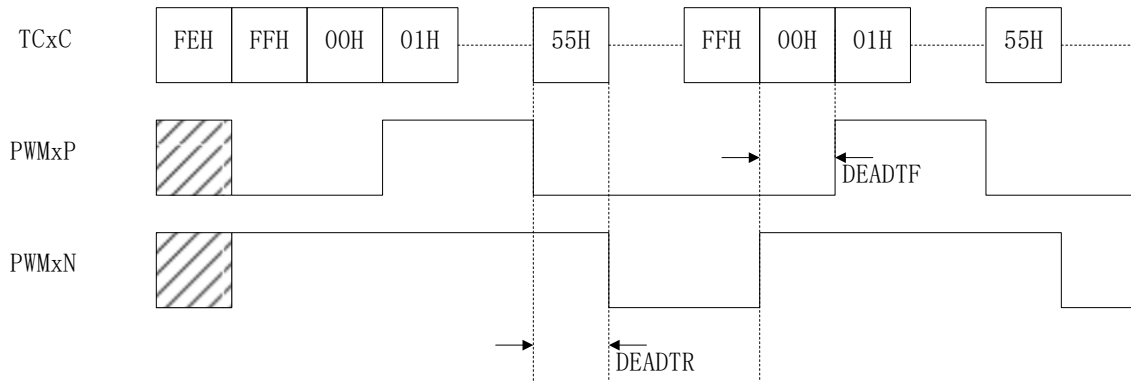 TCxC FEH FFH 00H 01H 55H FFH 00H 01H 55H
PWMxP
DEADTF
PWMxN
DEADTR